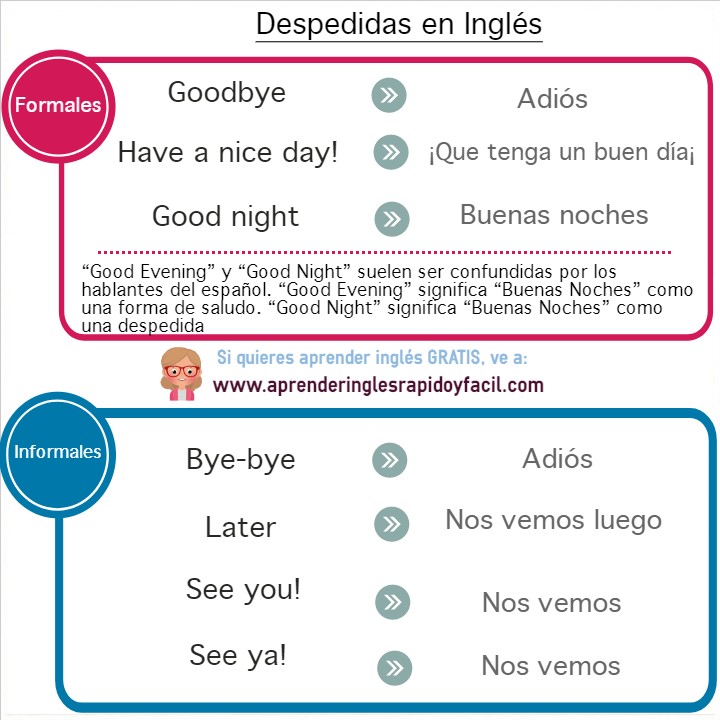 Despedidas en Inglés
Formales
Goodbye » Adiós
Have a nice day! » ¡Que tenga un buen día¡
Good night » Buenas noches
“Good Evening” y “Good Night” suelen ser confundidas por los
hablantes del español. “Good Evening” significa “Buenas Noches” como
una forma de saludo. “Good Night” significa “Buenas Noches” como
una despedida
Si quieres aprender inglés GRATIS, ve a:
www.aprenderinglesrapidoyfacil.com
Informales
Bye-bye » Adiós
Later » Nos vemos luego
See you! » Nos vemos
See ya! » Nos vemos